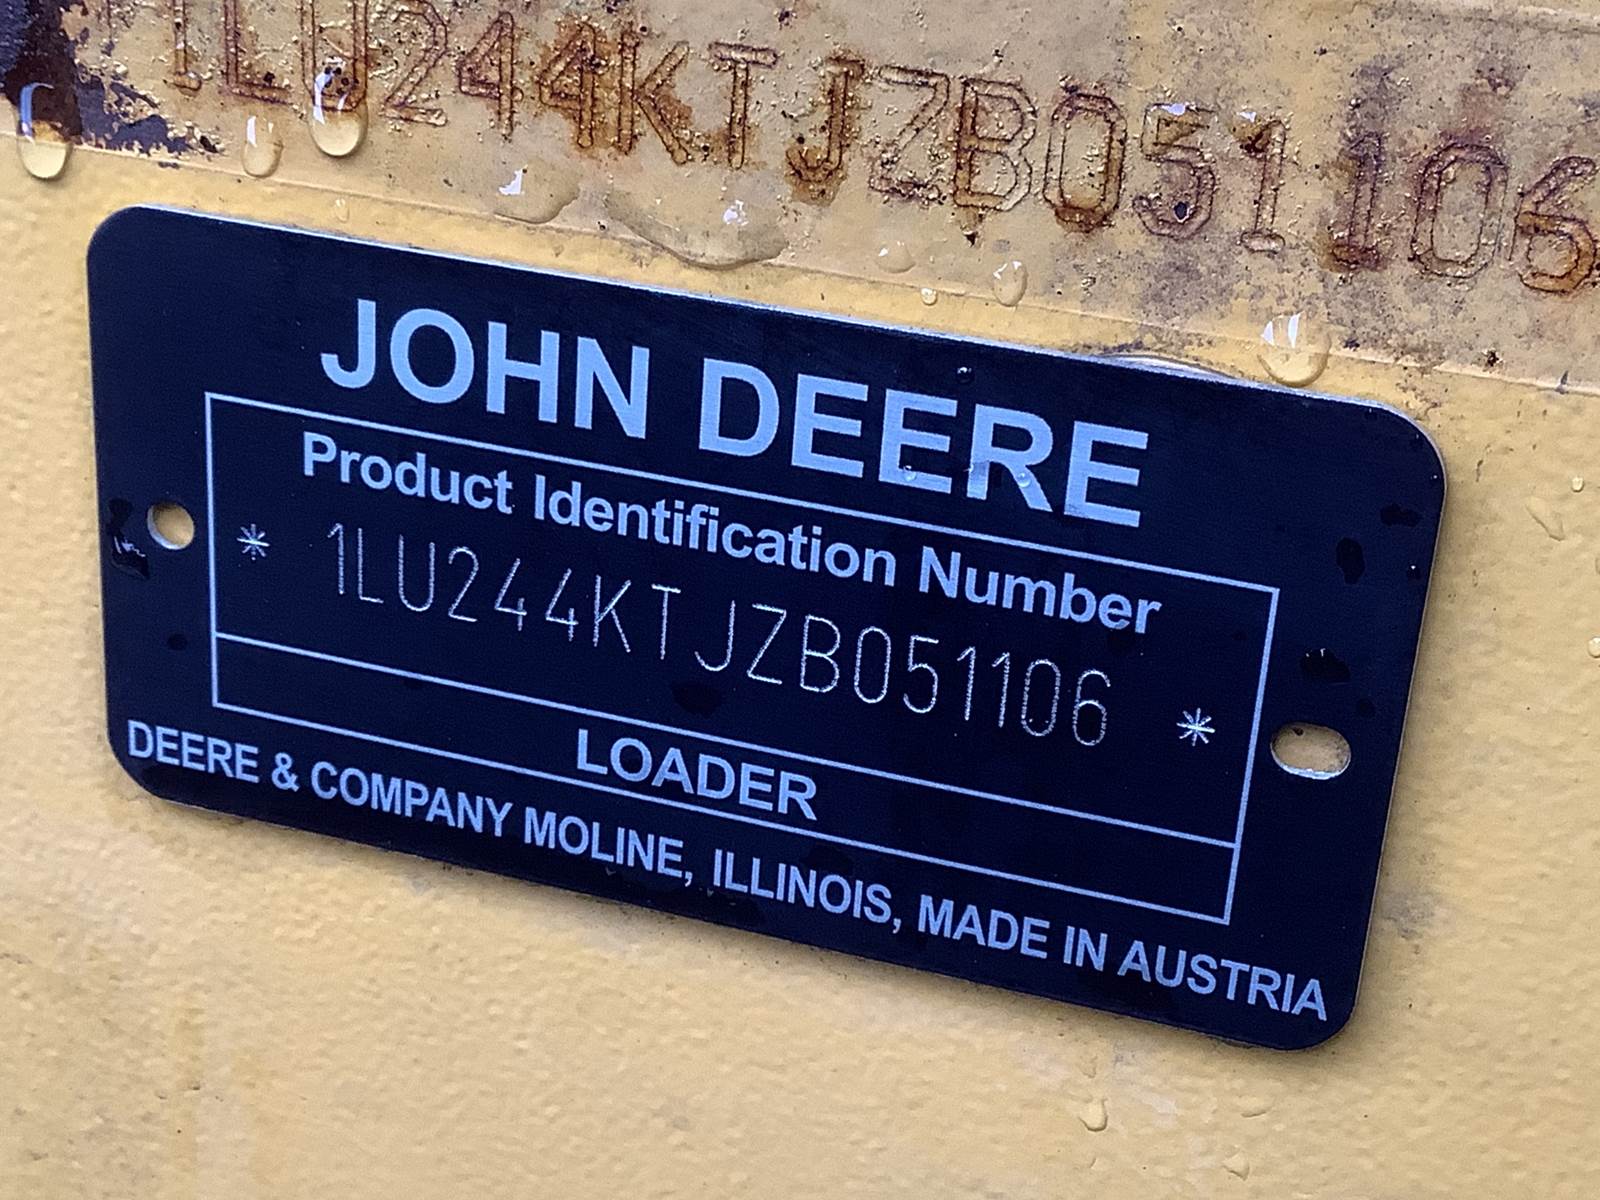 1LU244KTJZB051106
JOHN DEERE
Product Identification Number
* 1LU244KTJZB051106 *
LOADER
DEERE & COMPANY MOLINE, ILLINOIS, MADE IN AUSTRIA